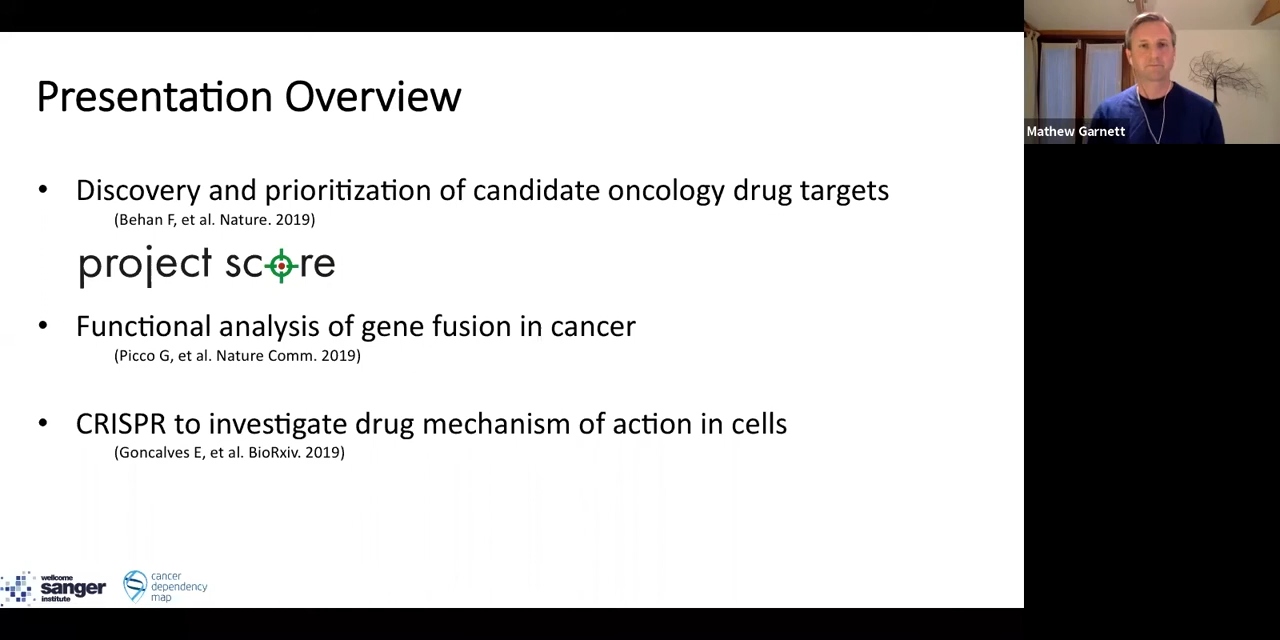 Presentation Overview
Mathew Garnett
• Discovery and prioritization of candidate oncology drug targets
(Behan F, et al. Nature. 2019)
project score
• Functional analysis of gene fusion in cancer
(Picco G, et al. Nature Comm. 2019)
• CRISPR to investigate drug mechanism of action in cells
(Goncalves E, et al. BioRxiv. 2019)
wellcome
sanger
institute
cancer
dependency
map